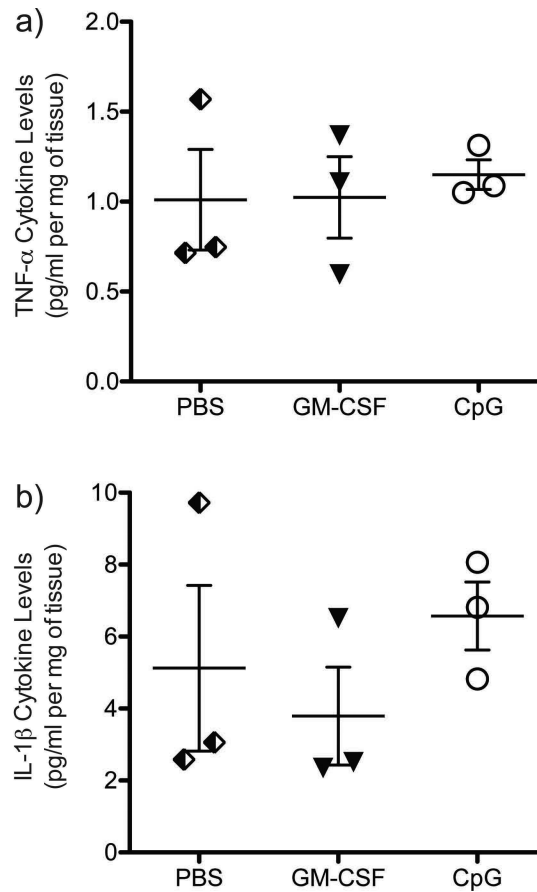 a)
TNF-α Cytokine Levels
(pg/ml per mg of tissue)
2.0
1.5
1.0
0.5
0.0
PBS GM-CSF CpG
b)
IL-1β Cytokine Levels
(pg/ml per mg of tissue)
10
8
6
4
2
0
PBS GM-CSF CpG